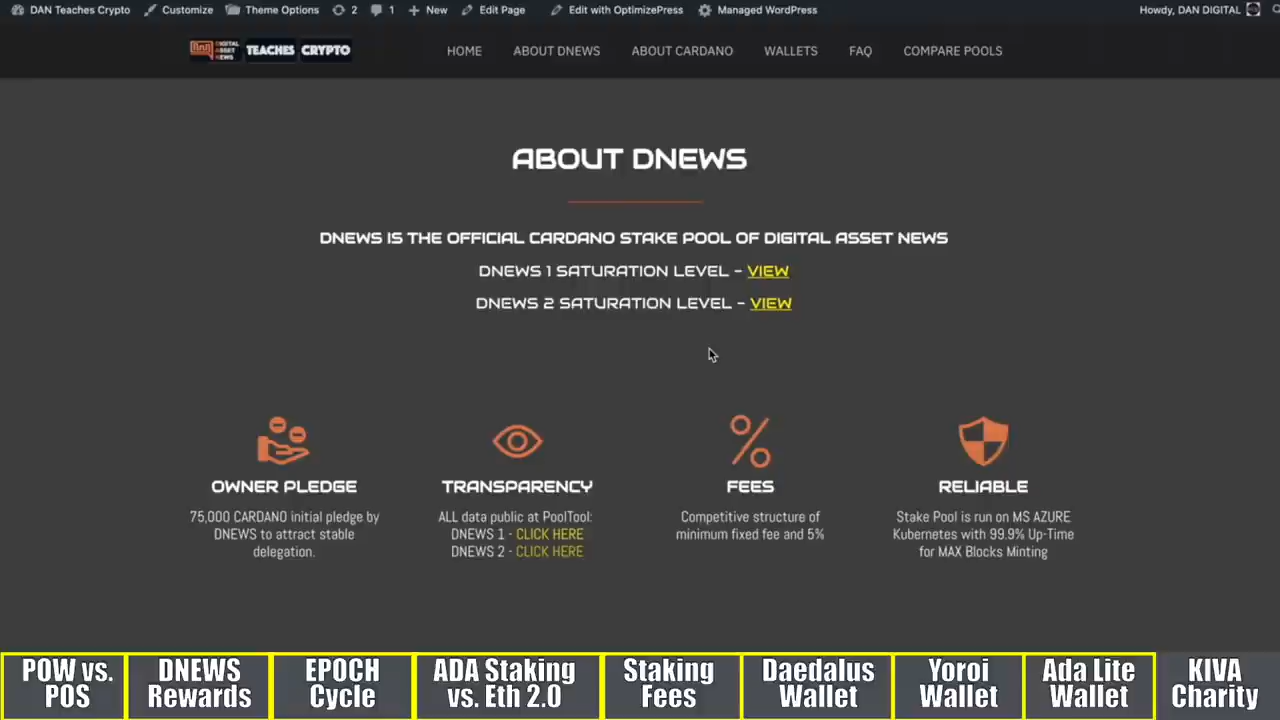 DAN Teaches Crypto Customize Theme Options 2 1 New Edit Page Edit with OptimizePress Managed WordPress Howdy, DAN DIGITAL
DIGITAL ASSET NEWS TEACHES CRYPTO HOME ABOUT DNEWS ABOUT CARDANO WALLETS FAQ COMPARE POOLS
ABOUT DNEWS
DNEWS IS THE OFFICIAL CARDANO STAKE POOL OF DIGITAL ASSET NEWS
DNEWS 1 SATURATION LEVEL - VIEW
DNEWS 2 SATURATION LEVEL - VIEW
OWNER PLEDGE
75,000 CARDANO initial pledge by
DNEWS to attract stable
delegation.
TRANSPARENCY
ALL data public at PoolTool:
DNEWS 1 - CLICK HERE
DNEWS 2 - CLICK HERE
FEES
Competitive structure of
minimum fixed fee and 5%
RELIABLE
Stake Pool is run on MS AZURE
Kubernetes with 99.9% Up-Time
for MAX Blocks Minting
POW vs.
POS
DNEWS
Rewards
EPOCH
Cycle
ADA Staking
vs. Eth 2.0
Staking
Fees
Daedalus
Wallet
Yoroi
Wallet
Ada Lite
Wallet
KIVA
Charity